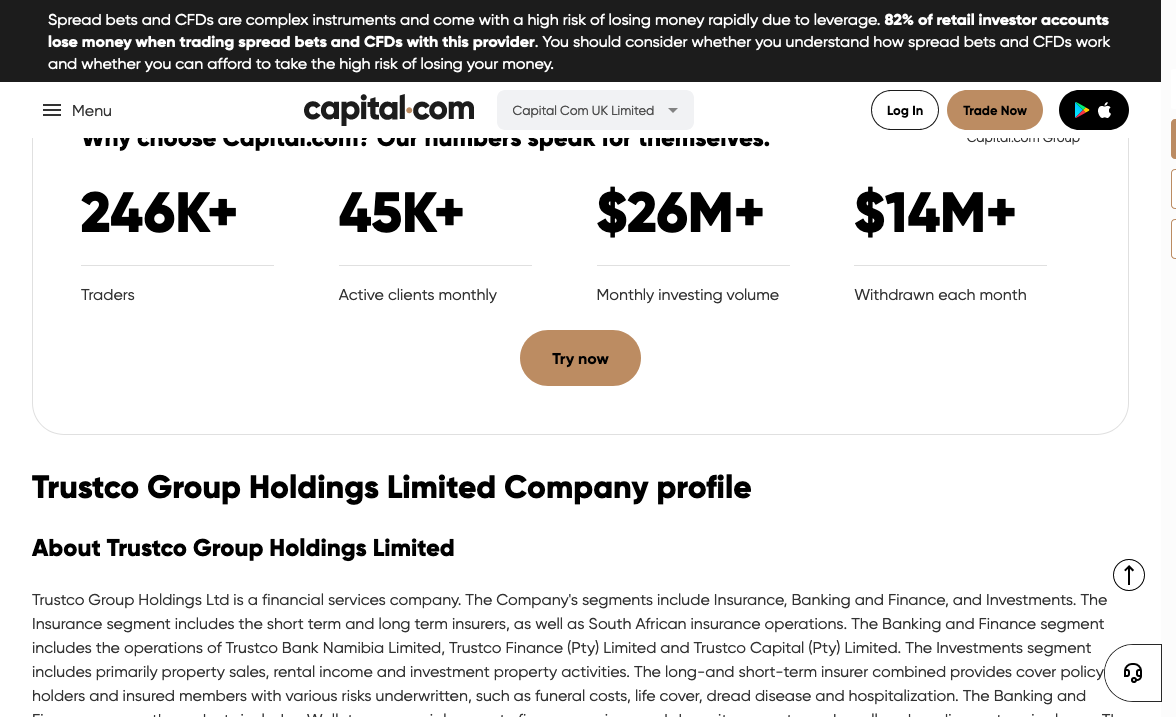 Spread bets and CFDs are complex instruments and come with a high risk of losing money rapidly due to leverage. 82% of retail investor accounts
lose money when trading spread bets and CFDs with this provider. You should consider whether you understand how spread bets and CFDs work
and whether you can afford to take the high risk of losing your money.
Menu
capital.com
Capital Com UK Limited
Log In
Trade Now
Why choose Capital.com? Our numbers speak for themselves.
Capital.com Group
246K+
45K+
$26M+
$14M+
Traders
Active clients monthly
Monthly investing volume
Withdrawn each month
Try now
Trustco Group Holdings Limited Company profile
About Trustco Group Holdings Limited
Trustco Group Holdings Ltd is a financial services company. The Company's segments include Insurance, Banking and Finance, and Investments. The
Insurance segment includes the short term and long term insurers, as well as South African insurance operations. The Banking and Finance segment
includes the operations of Trustco Bank Namibia Limited, Trustco Finance (Pty) Limited and Trustco Capital (Pty) Limited. The Investments segment
includes primarily property sales, rental income and investment property activities. The long-and short-term insurer combined provides cover policy
holders and insured members with various risks underwritten, such as funeral costs, life cover, dread disease and hospitalization. The Banking and